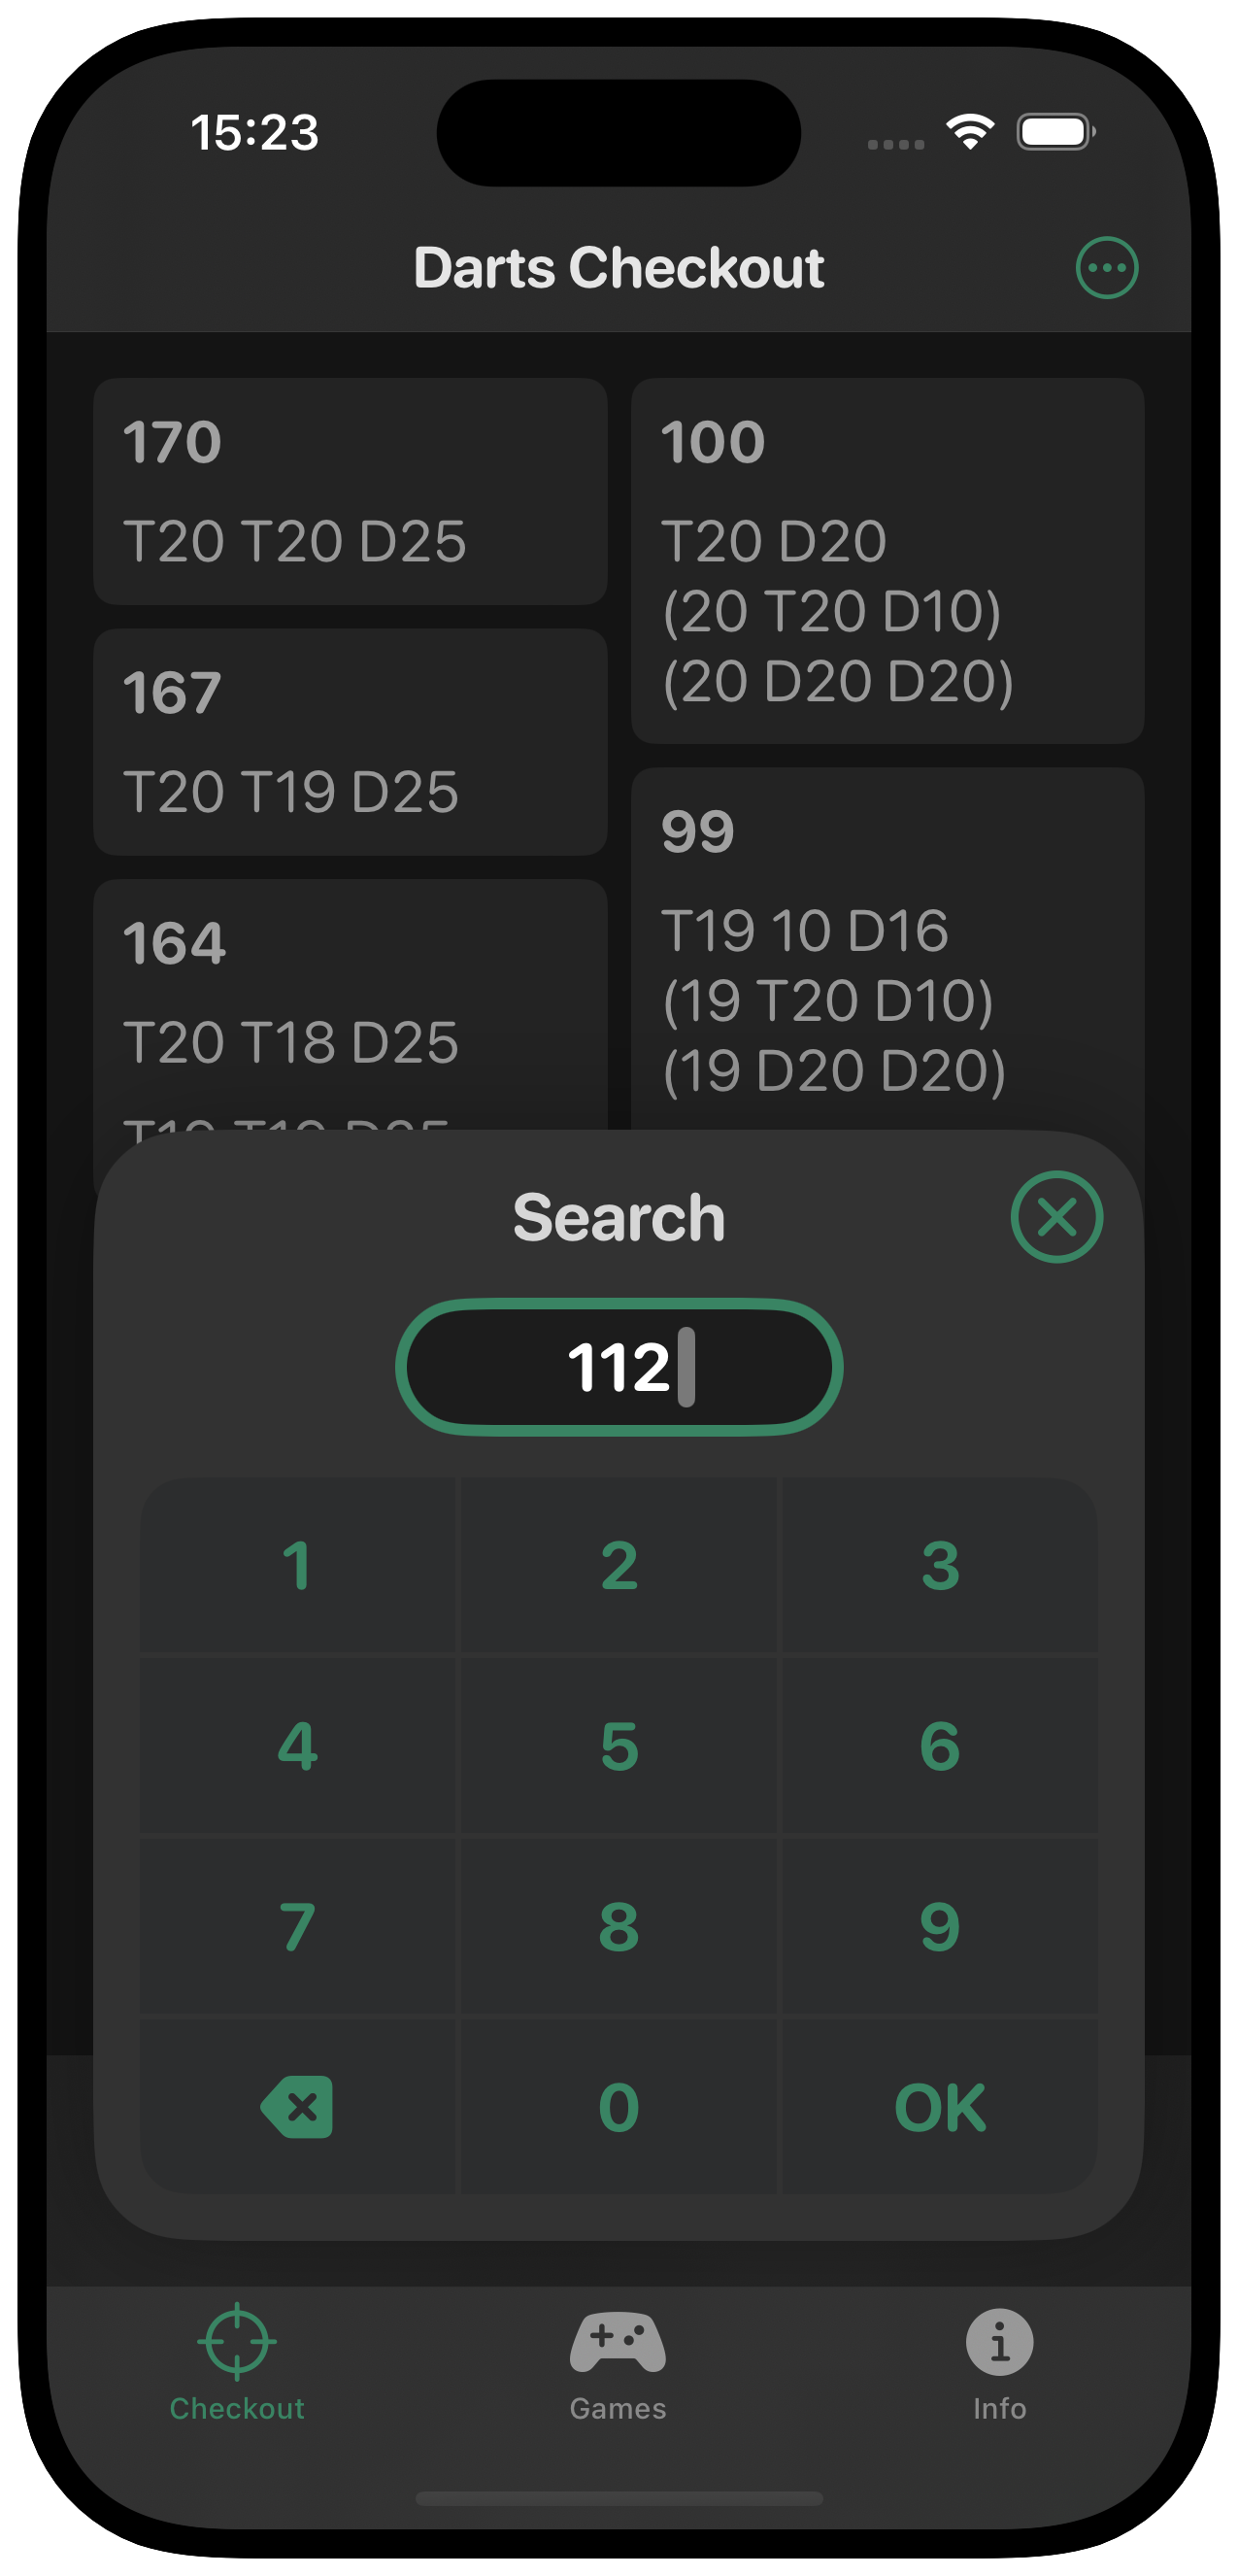 15:23
Darts Checkout
170
T20 T20 D25
167
T20 T19 D25
164
T20 T18 D25
100
T20 D20
(20 T20 D10)
(20 D20 D20)
99
T19 10 D16
(19 T20 D10)
(19 D20 D20)
Search
112
1 2 3
4 5 6
7 8 9
0 OK
Checkout Games Info